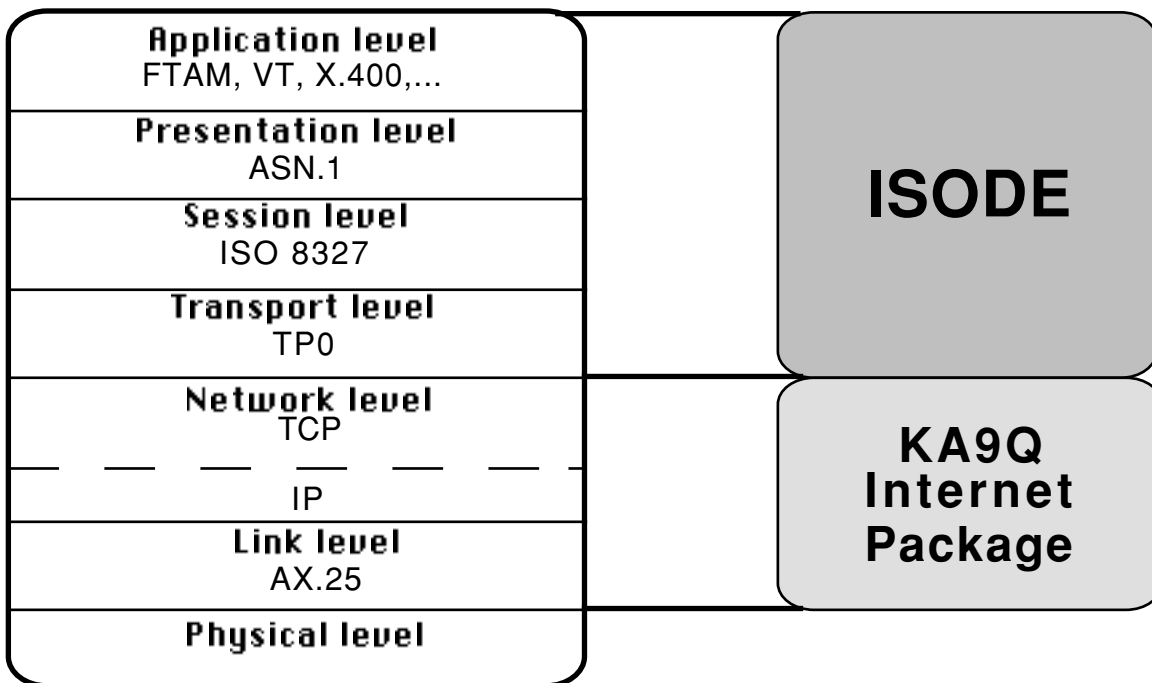 Application level
FTAM, VT, X.400,...
Presentation level
ASN.1
Session level
ISO 8327
Transport level
TP0
Network level
TCP
IP
Link level
AX.25
Physical level
ISODE
KA9Q
Internet
Package